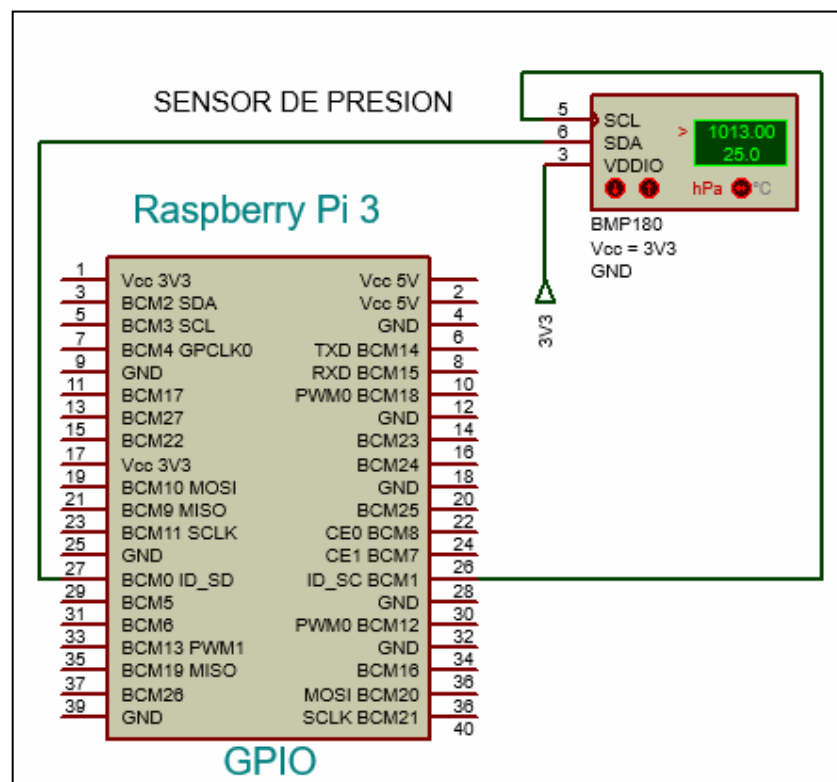 SENSOR DE PRESION
5 SCL
6 SDA
3 VDDIO
> 1013.00
25.0
hPa °C
BMP180
Vcc = 3V3
GND
3V3
Raspberry Pi 3
1 Vcc 3V3 Vcc 5V 2
3 BCM2 SDA Vcc 5V 4
5 BCM3 SCL GND 6
7 BCM4 GPCLK0 TXD BCM14 8
9 GND RXD BCM15 10
11 BCM17 PWM0 BCM18 12
13 BCM27 GND 14
15 BCM22 BCM23 16
17 Vcc 3V3 BCM24 18
19 BCM10 MOSI GND 20
21 BCM9 MISO BCM25 22
23 BCM11 SCLK CE0 BCM8 24
25 GND CE1 BCM7 26
27 BCM0 ID_SD ID_SC BCM1 28
29 BCM5 GND 30
31 BCM6 PWM0 BCM12 32
33 BCM13 PWM1 GND 34
35 BCM19 MISO BCM16 36
37 BCM26 MOSI BCM20 36
39 GND SCLK BCM21 40
GPIO